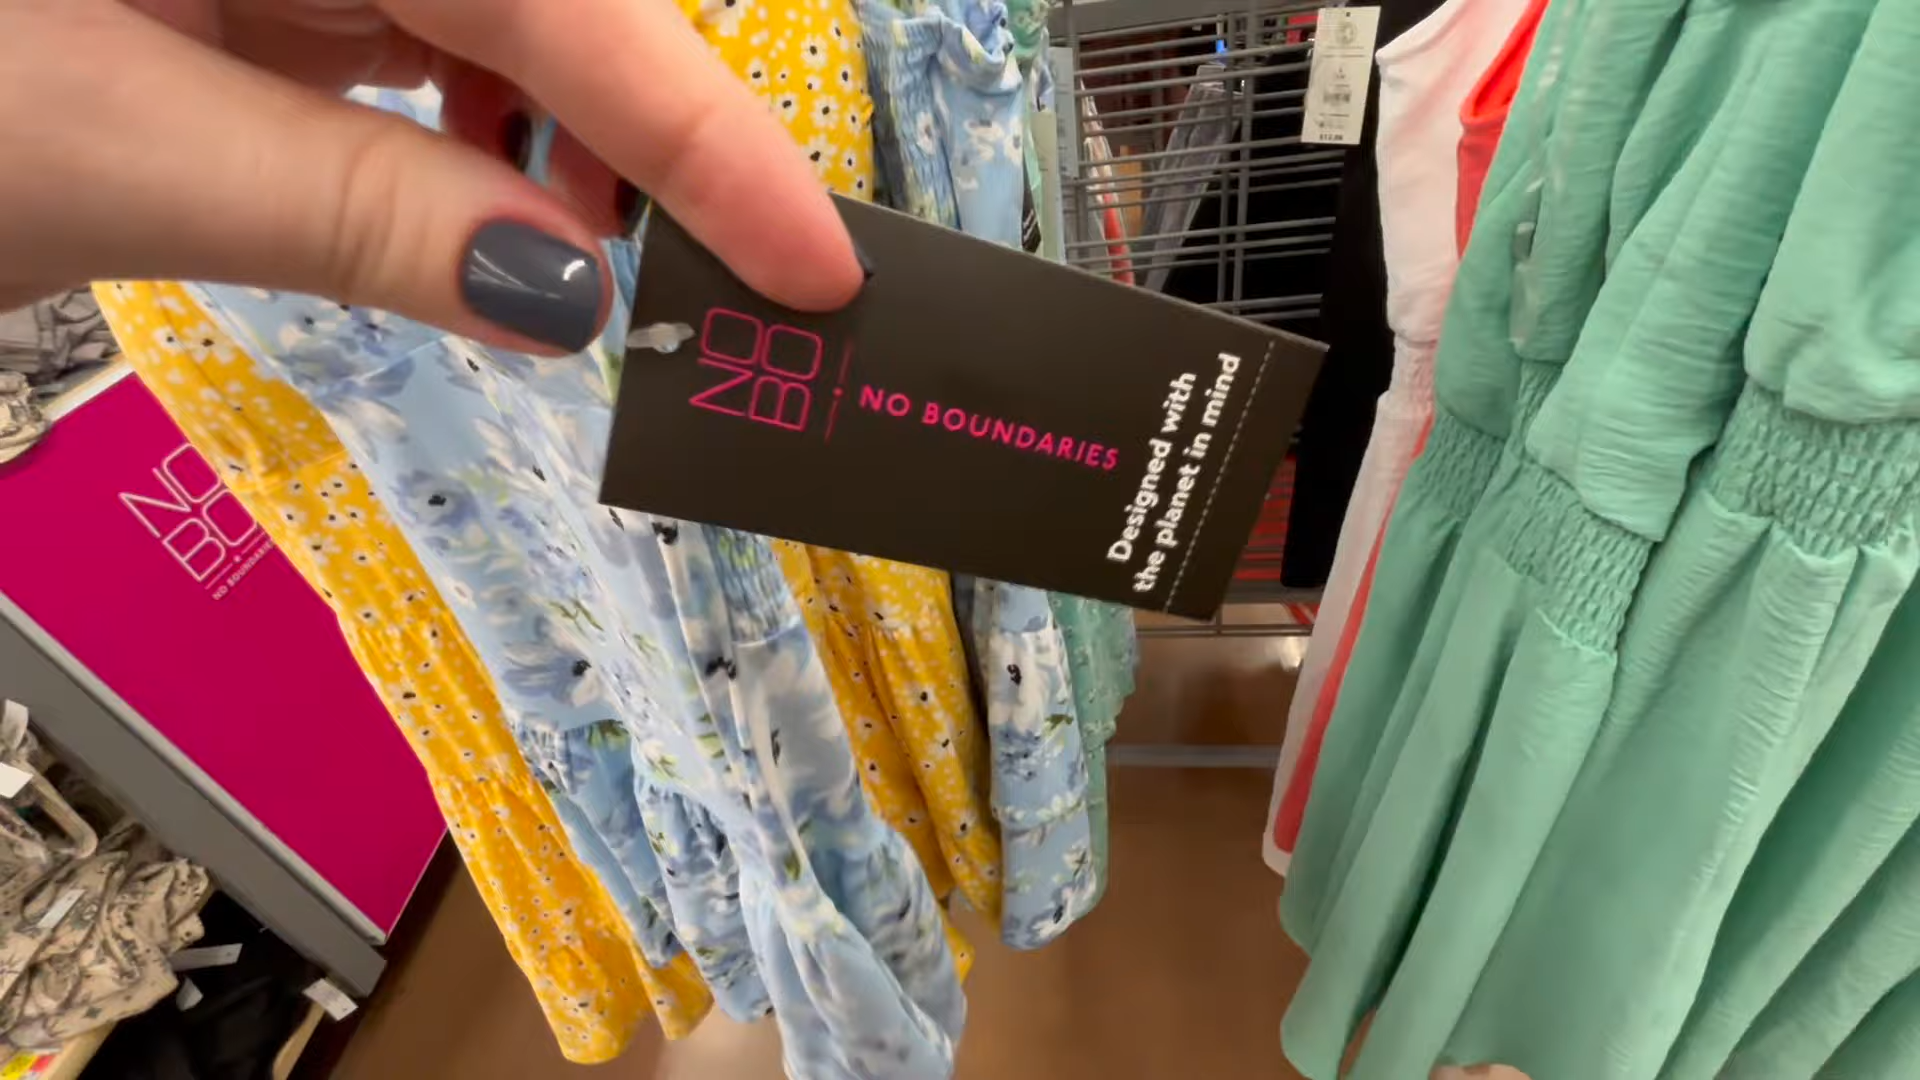 NO
BO
NO BOUNDARIES
Designed with
the planet in mind
NO
BO
NO BOUNDARIES